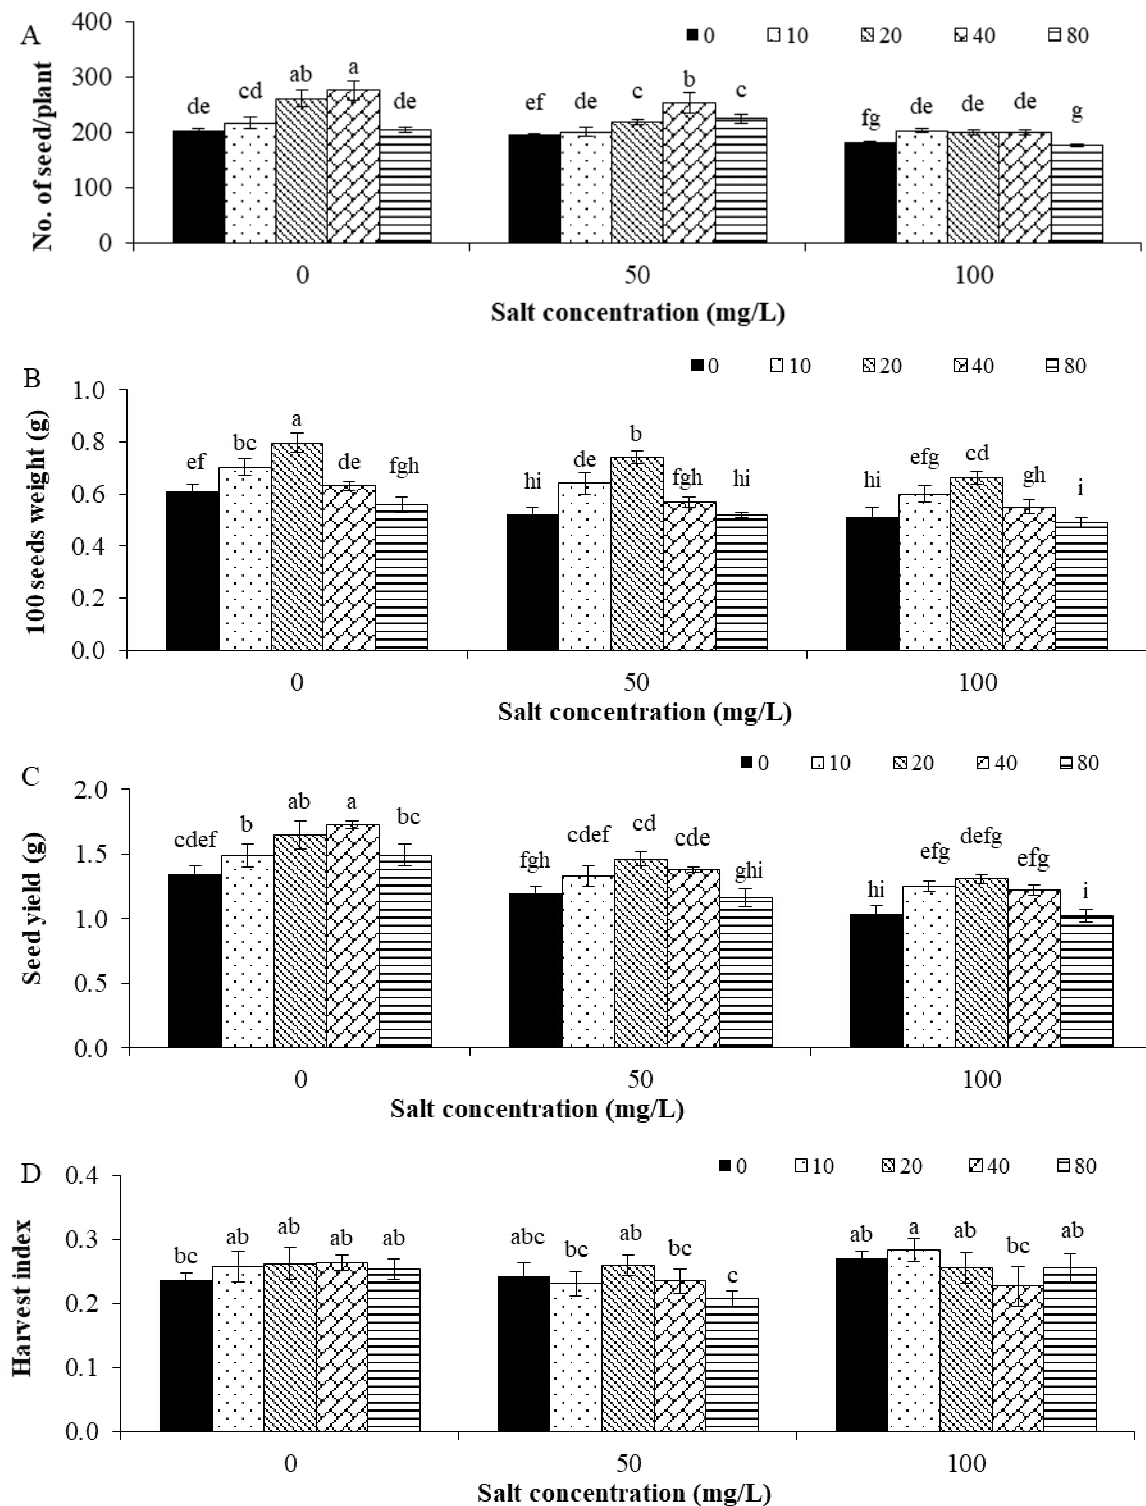 A
0 10 20 40 80
No. of seed/plant
400
300
200
100
0
de cd ab a de
ef de c b c
fg de de de g
0 50 100
Salt concentration (mg/L)
B
0 10 20 40 80
100 seeds weight (g)
1.0
0.8
0.6
0.4
0.2
0.0
ef bc a de fgh
hi de b fgh hi
hi efg cd gh i
0 50 100
Salt concentration (mg/L)
C
0 10 20 40 80
Seed yield (g)
2.0
1.5
1.0
0.5
0.0
cdef b ab a bc
fgh cdef cd cde ghi
hi efg defg efg i
0 50 100
Salt concentration (mg/L)
D
0 10 20 40 80
Harvest index
0.4
0.3
0.2
0.1
0.0
bc ab ab ab ab
abc bc ab bc c
ab a ab bc ab
0 50 100
Salt concentration (mg/L)